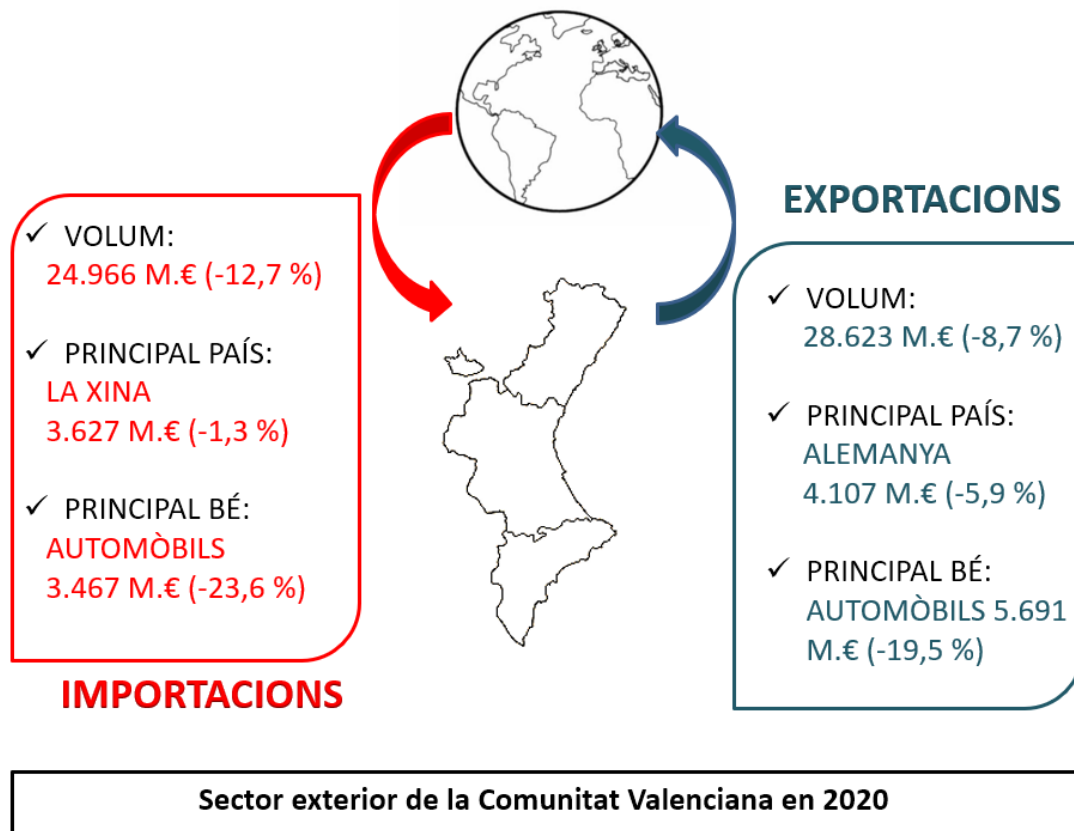 ✓ VOLUM:
24.966 M.€ (-12,7 %)
✓ PRINCIPAL PAÍS:
LA XINA
3.627 M.€ (-1,3 %)
✓ PRINCIPAL BÉ:
AUTOMÒBILS
3.467 M.€ (-23,6 %)
IMPORTACIONS
EXPORTACIONS
✓ VOLUM:
28.623 M.€ (-8,7 %)
✓ PRINCIPAL PAÍS:
ALEMANYA
4.107 M.€ (-5,9 %)
✓ PRINCIPAL BÉ:
AUTOMÒBILS 5.691
M.€ (-19,5 %)
Sector exterior de la Comunitat Valenciana en 2020